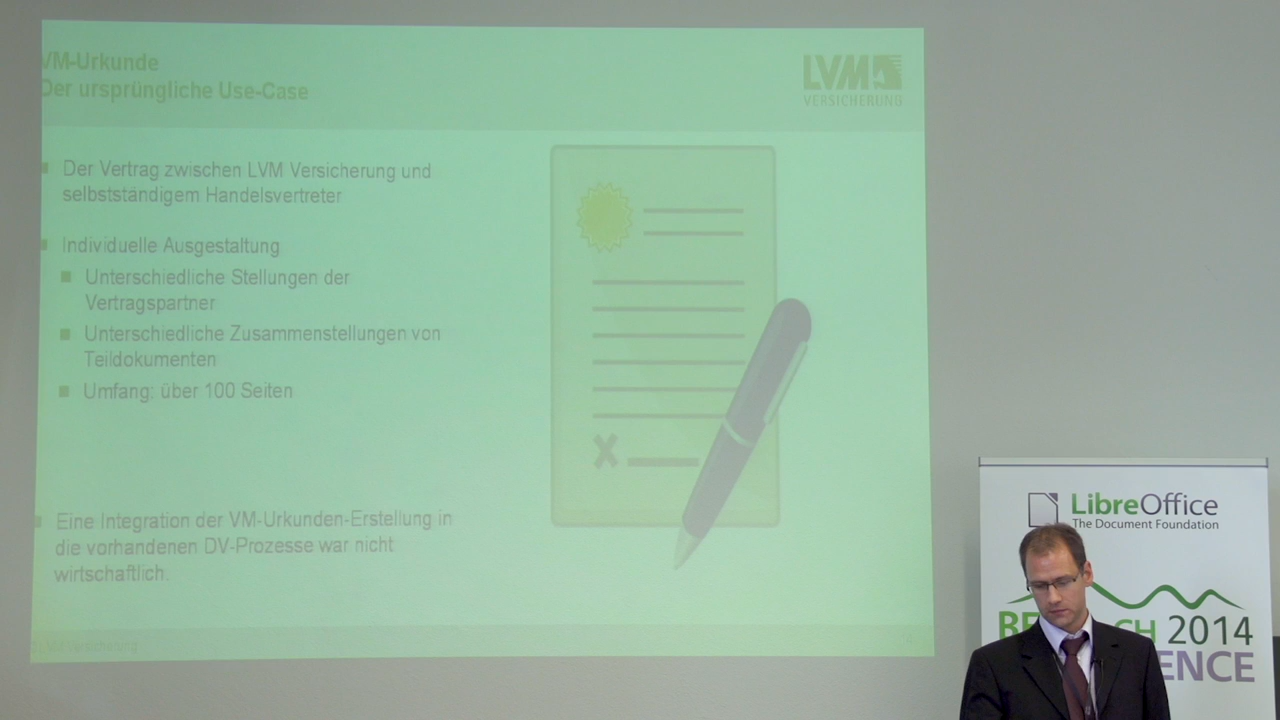 VM-Urkunde
Der ursprüngliche Use-Case
LVM
VERSICHERUNG
Der Vertrag zwischen LVM Versicherung und
selbstständigem Handelsvertreter
Individuelle Ausgestaltung
Unterschiedliche Stellungen der
Vertragspartner
Unterschiedliche Zusammenstellungen von
Teildokumenten
Umfang: über 100 Seiten
Eine Integration der VM-Urkunden-Erstellung in
die vorhandenen DV-Prozesse war nicht
wirtschaftlich.
4
LibreOffice
The Document Foundation
2014